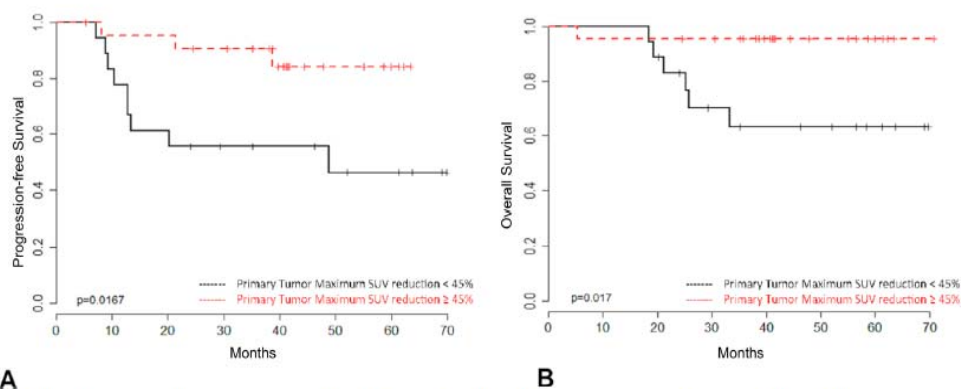 Progression-free Survival
1.0
0.8
0.6
0.4
0.2
0.0
Primary Tumor Maximum SUV reduction < 45%
Primary Tumor Maximum SUV reduction ≥ 45%
p=0.0167
0 10 20 30 40 50 60 70
Months
A
Overall Survival
1.0
0.8
0.6
0.4
0.2
0.0
Primary Tumor Maximum SUV reduction < 45%
Primary Tumor Maximum SUV reduction ≥ 45%
p=0.017
0 10 20 30 40 50 60 70
Months
B